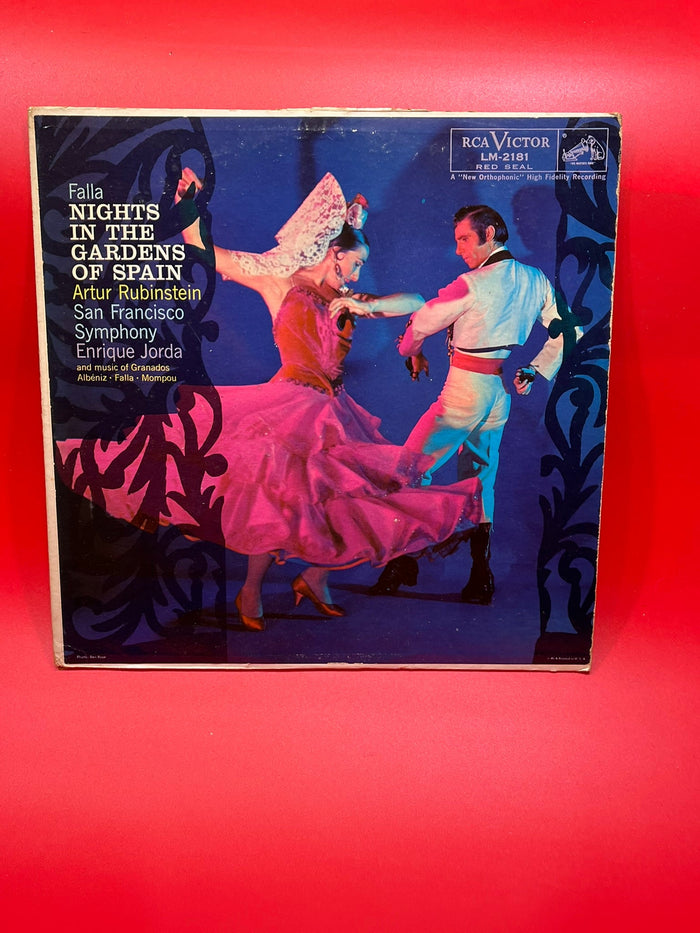 Falla
NIGHTS
IN THE
GARDENS
OF SPAIN
Artur Rubinstein
San Francisco
Symphony
Enrique Jorda
and music of Granados
Albéniz · Falla · Mompou
RCA VICTOR
LM-2181
RED SEAL
A "New Orthophonic" High Fidelity Recording